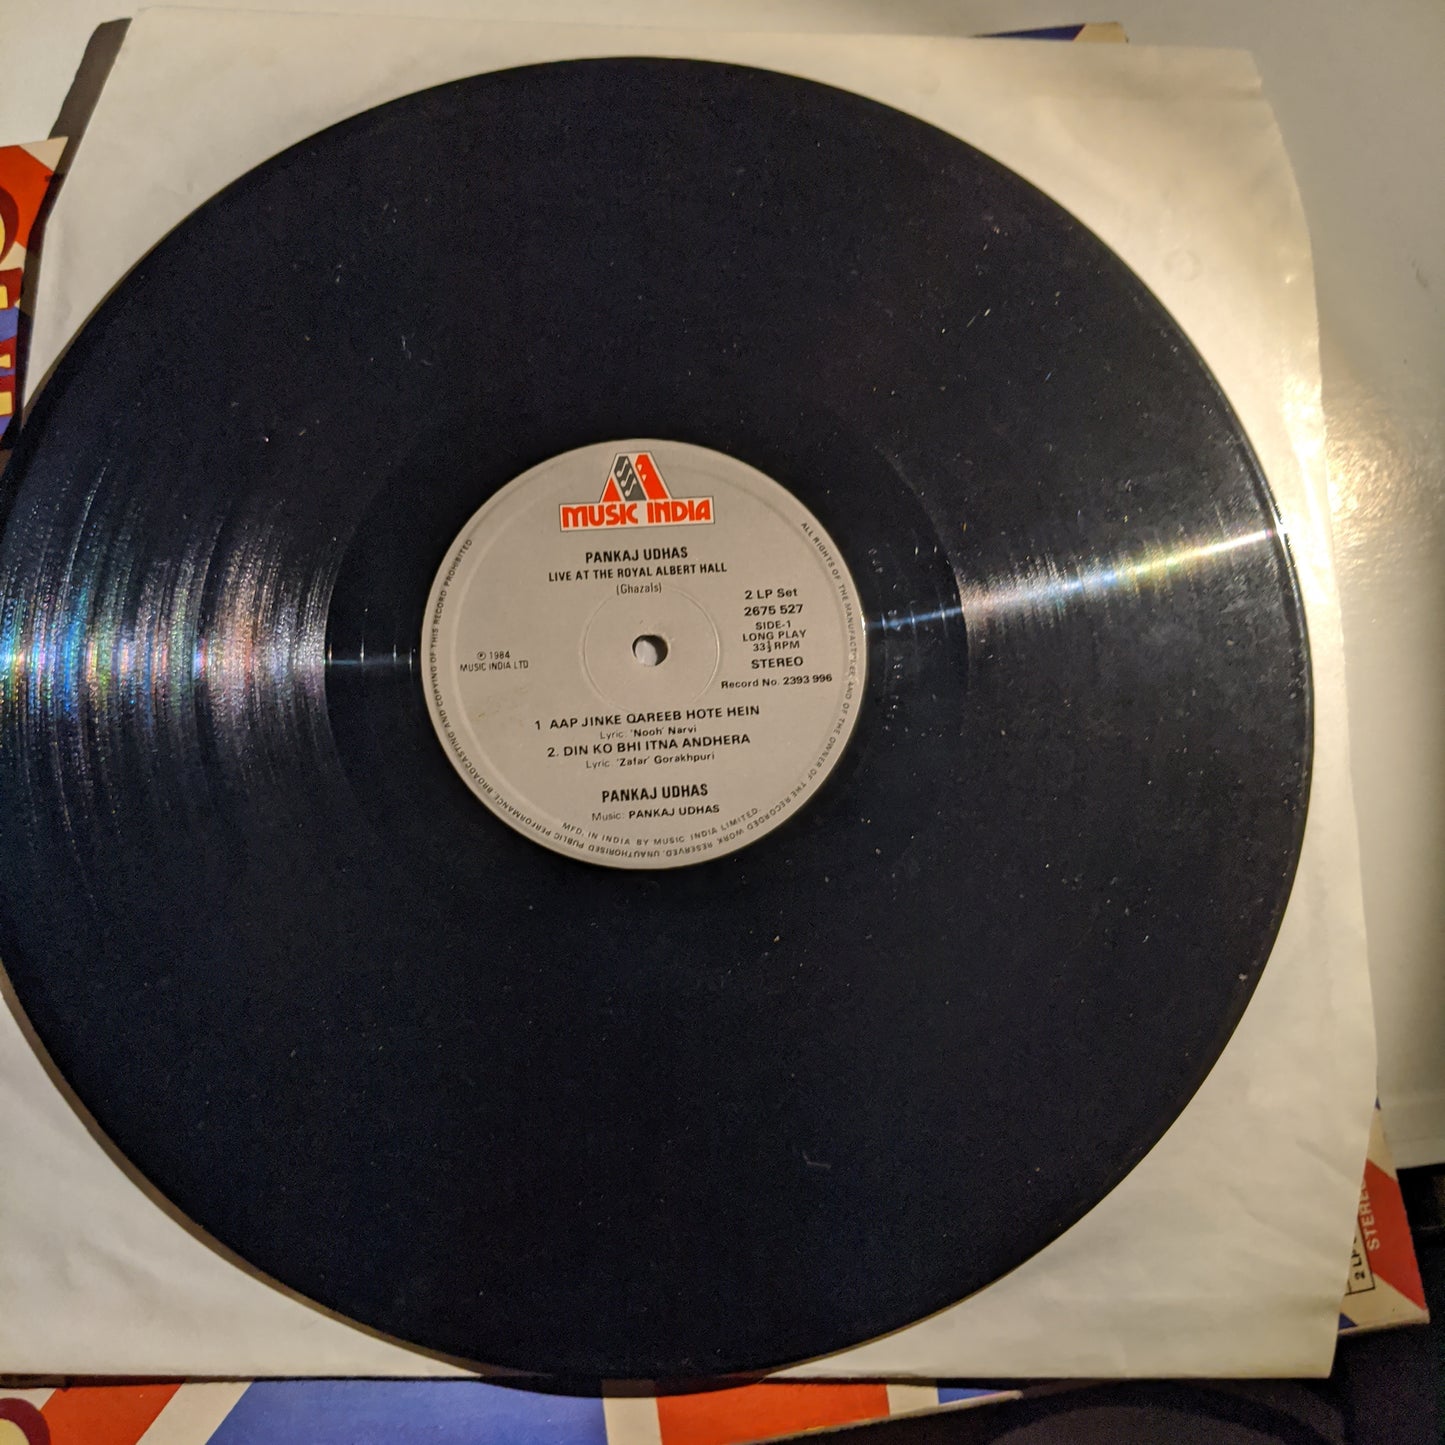 MUSIC INDIA
PANKAJ UDHAS
LIVE AT THE ROYAL ALBERT HALL
(Ghazals)
2 LP Set
2675 527
SIDE-1
LONG PLAY
33⅓ RPM
STEREO
Record No. 2393 996
℗ 1984
MUSIC INDIA LTD
1 AAP JINKE QAREEB HOTE HEIN
Lyric: 'Nooh' Narvi
2. DIN KO BHI ITNA ANDHERA
Lyric: 'Zafar' Gorakhpuri
PANKAJ UDHAS
Music: PANKAJ UDHAS
MFD. IN INDIA BY MUSIC INDIA LIMITED.
ALL RIGHTS OF THE MANUFACTURER AND OF THE OWNER OF THE RECORDED WORK RESERVED. UNAUTHORISED PUBLIC PERFORMANCE BROADCASTING AND COPYING OF THIS RECORD PROHIBITED
STEREO
2 LP